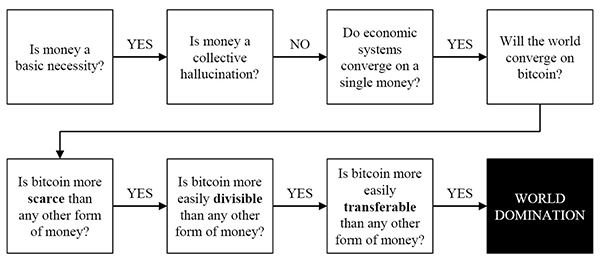 Is money a
basic necessity?
YES
Is money a
collective
hallucination?
NO
Do economic
systems
converge on a
single money?
YES
Will the world
converge on
bitcoin?
Is bitcoin more
scarce than
any other form
of money?
YES
Is bitcoin more
easily divisible
than any other
form of money?
YES
Is bitcoin more
easily
transferable
than any other
form of money?
YES
WORLD
DOMINATION